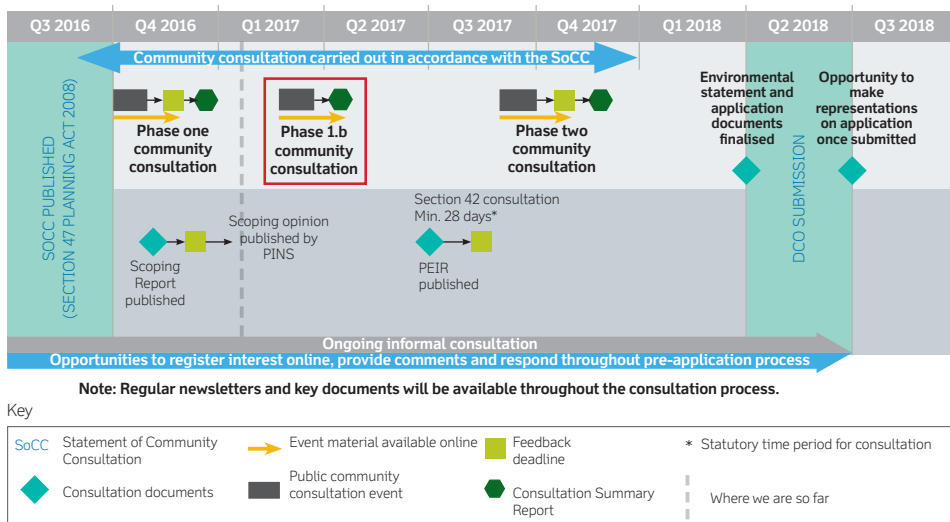 Q3 2016 Q4 2016 Q1 2017 Q2 2017 Q3 2017 Q4 2017 Q1 2018 Q2 2018 Q3 2018
Community consultation carried out in accordance with the SoCC
SOCC PUBLISHED
(SECTION 47 PLANNING ACT 2008)
Phase one
community
consultation
Phase 1.b
community
consultation
Phase two
community
consultation
Environmental
statement and
application
documents
finalised
Opportunity to
make
representations
on application
once submitted
DCO SUBMISSION
Scoping
Report
published
Scoping opinion
published by
PINS
Section 42 consultation
Min. 28 days*
PEIR
published
Ongoing informal consultation
Opportunities to register interest online, provide comments and respond throughout pre-application process
Note: Regular newsletters and key documents will be available throughout the consultation process.
Key
SoCC Statement of Community
Consultation
Consultation documents
Event material available online
Public community
consultation event
Feedback
deadline
Consultation Summary
Report
* Statutory time period for consultation
Where we are so far